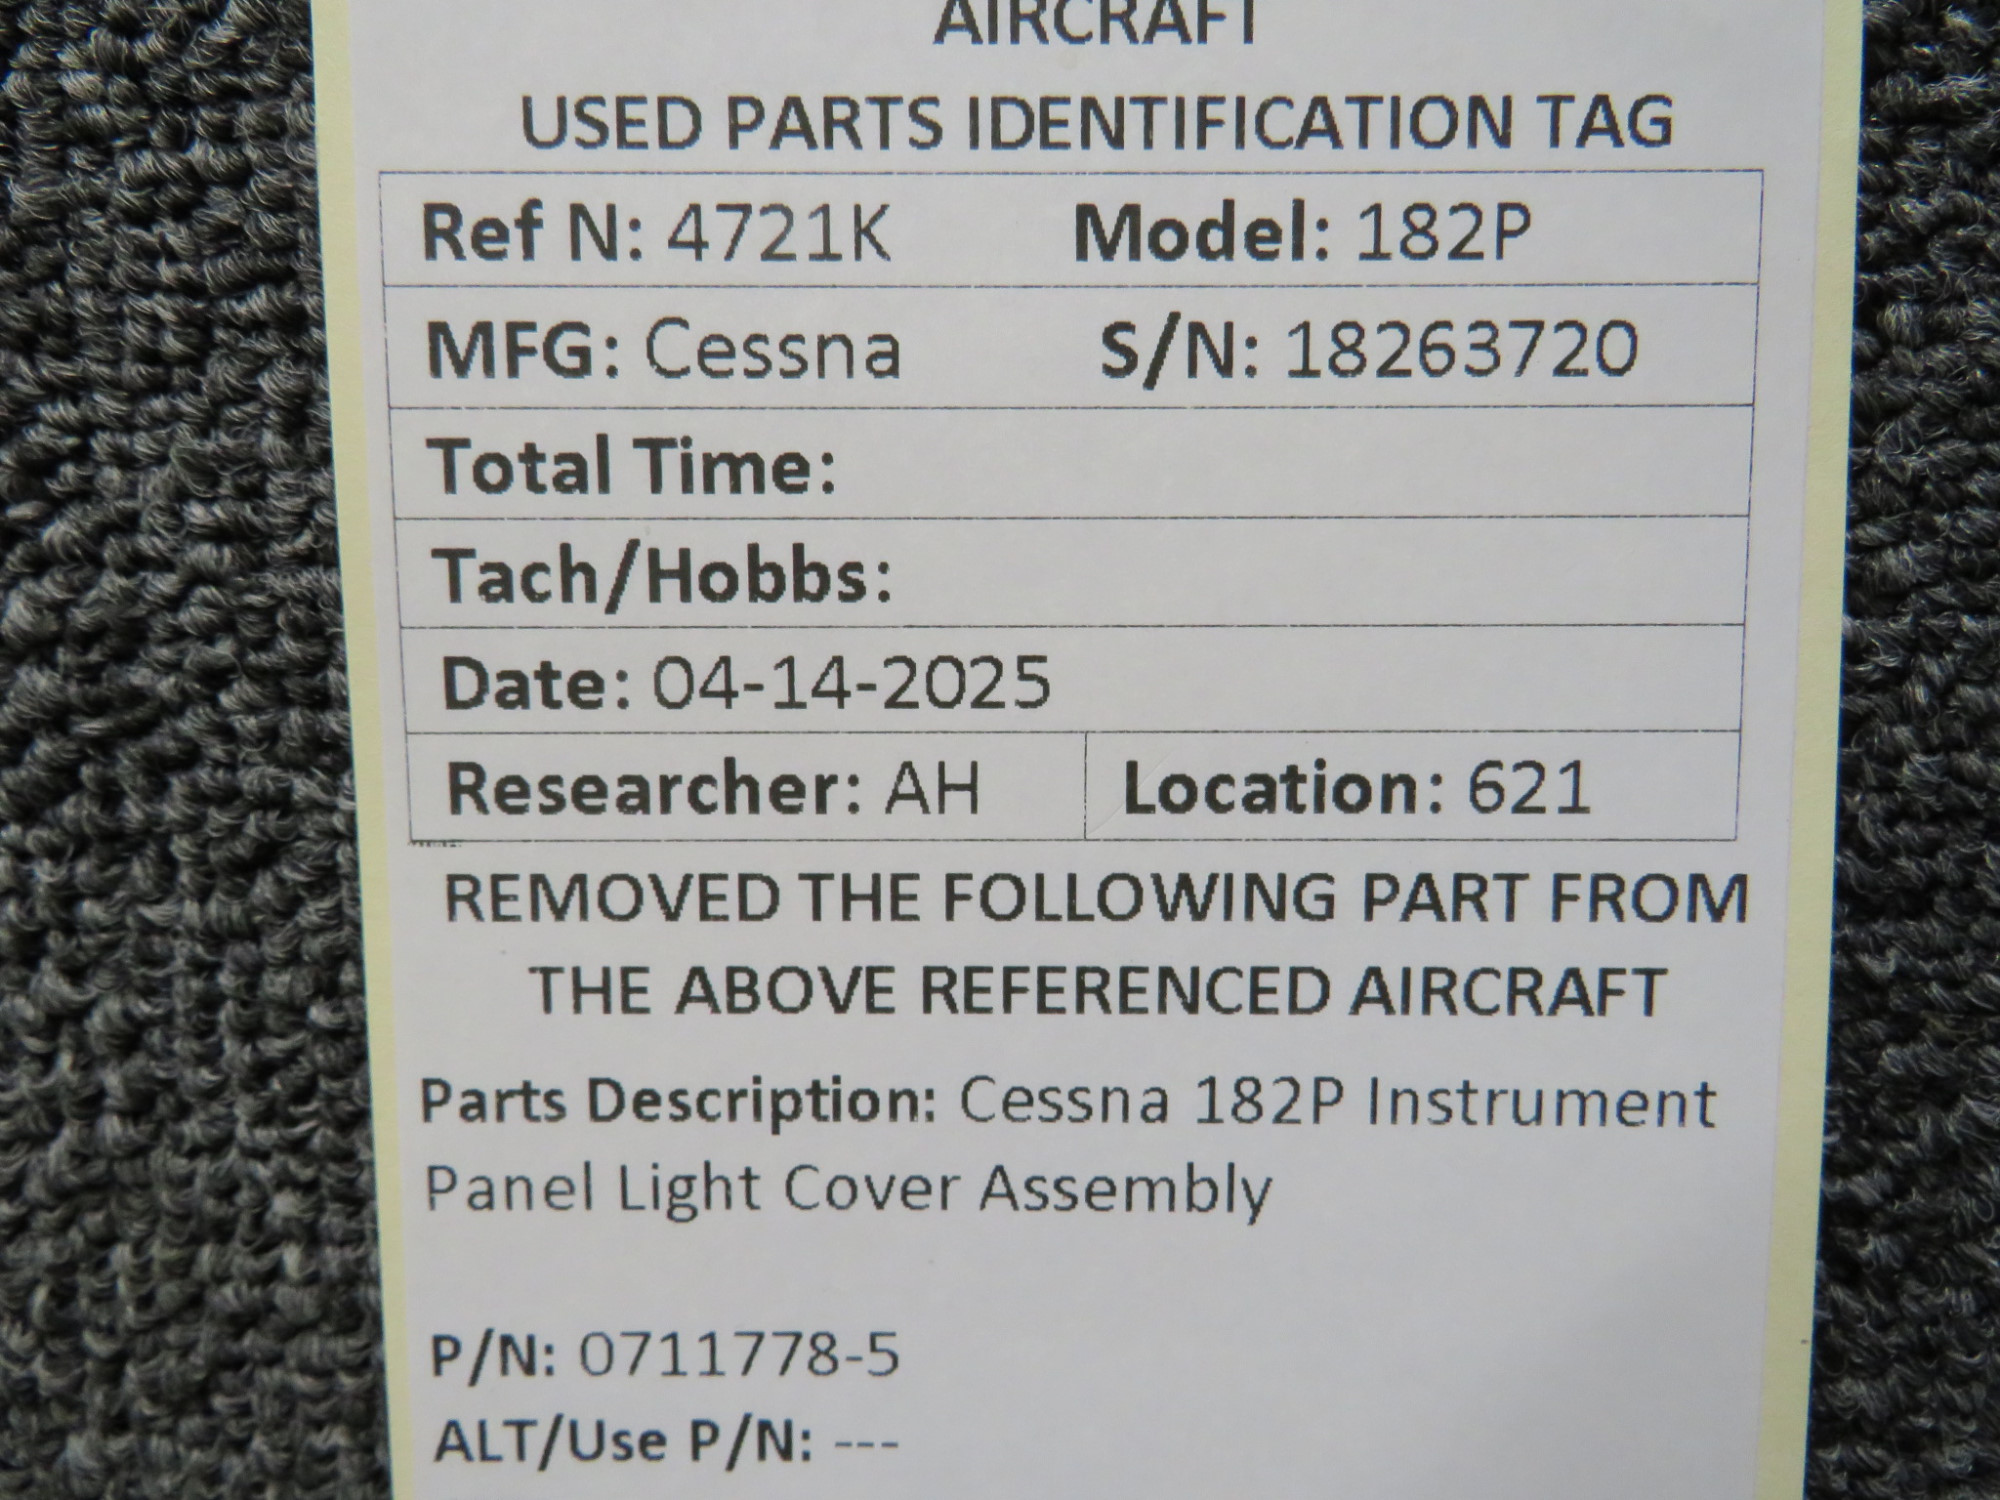 AIRCRAFT
USED PARTS IDENTIFICATION TAG
Ref N: 4721K Model: 182P
MFG: Cessna S/N: 18263720
Total Time:
Tach/Hobbs:
Date: 04-14-2025
Researcher: AH Location: 621
REMOVED THE FOLLOWING PART FROM
THE ABOVE REFERENCED AIRCRAFT
Parts Description: Cessna 182P Instrument
Panel Light Cover Assembly
P/N: 0711778-5
ALT/Use P/N: ---